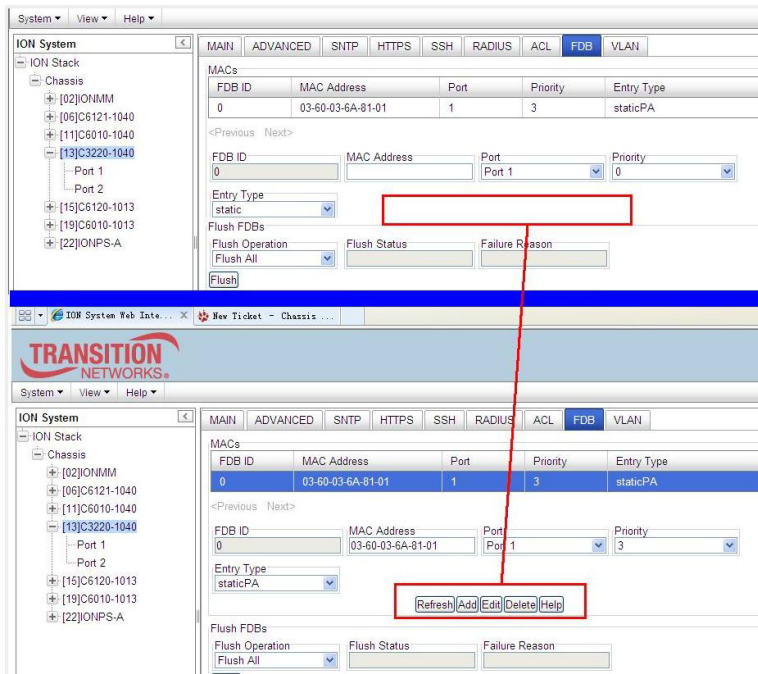 System View Help
ION System
ION Stack
Chassis
[02]IONMM
[06]C6121-1040
[11]C6010-1040
[13]C3220-1040
Port 1
Port 2
[15]C6120-1013
[19]C6010-1013
[22]IONPS-A
MAIN ADVANCED SNTP HTTPS SSH RADIUS ACL FDB VLAN
MACs
FDB ID MAC Address Port Priority Entry Type
0 03-60-03-6A-81-01 1 3 staticPA
<Previous Next>
FDB ID MAC Address Port Priority
0 Port 1 0
Entry Type
static
Flush FDBs
Flush Operation Flush Status Failure Reason
Flush All
Flush
ION System Web Inte... X New Ticket - Chassis ...
TRANSITION
NETWORKS®
System View Help
ION System
ION Stack
Chassis
[02]IONMM
[06]C6121-1040
[11]C6010-1040
[13]C3220-1040
Port 1
Port 2
[15]C6120-1013
[19]C6010-1013
[22]IONPS-A
MAIN ADVANCED SNTP HTTPS SSH RADIUS ACL FDB VLAN
MACs
FDB ID MAC Address Port Priority Entry Type
0 03-60-03-6A-81-01 1 3 staticPA
<Previous Next>
FDB ID MAC Address Port Priority
0 03-60-03-6A-81-01 Port 1 3
Entry Type
staticPA
Refresh Add Edit Delete Help
Flush FDBs
Flush Operation Flush Status Failure Reason
Flush All